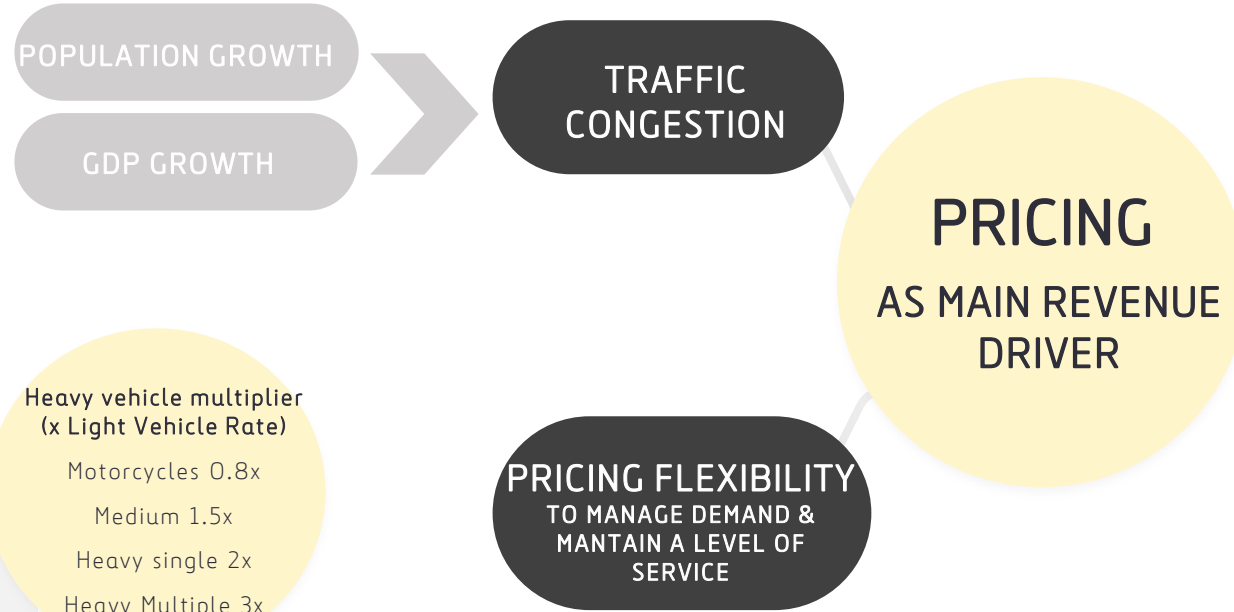 POPULATION GROWTH
GDP GROWTH
TRAFFIC
CONGESTION
PRICING
AS MAIN REVENUE
DRIVER
Heavy vehicle multiplier
(x Light Vehicle Rate)
Motorcycles 0.8x
Medium 1.5x
Heavy single 2x
Heavy Multiple 3x
PRICING FLEXIBILITY
TO MANAGE DEMAND &
MANTAIN A LEVEL OF
SERVICE